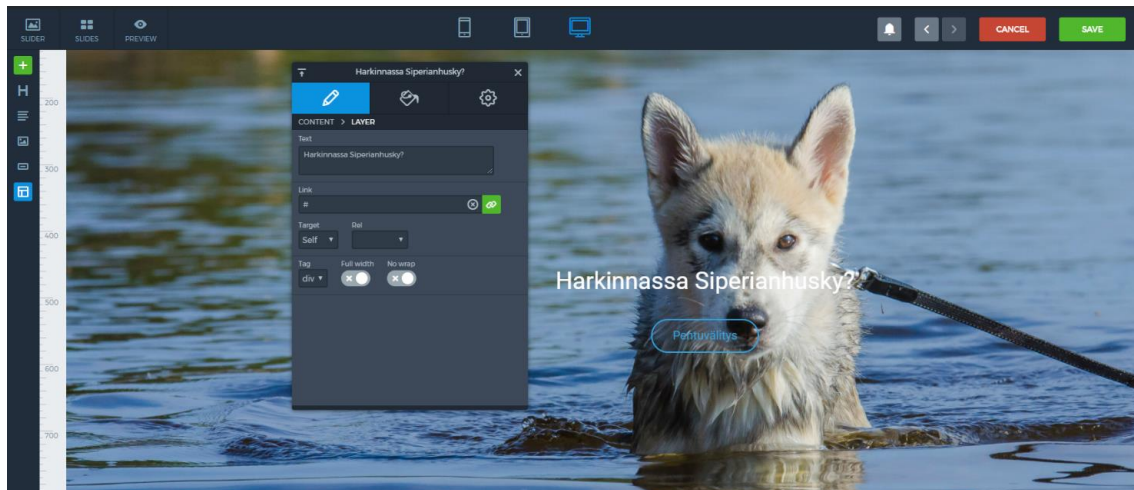 SLIDER
SLIDES
PREVIEW
CANCEL
SAVE
Harkinnassa Siperianhusky?
CONTENT > LAYER
Text
Harkinnassa Siperianhusky?
Link
#
Target Rel
Self
Tag Full width No wrap
div
H
200
300
400
500
600
700
Harkinnassa Siperianhusky?
Pentuvälitys